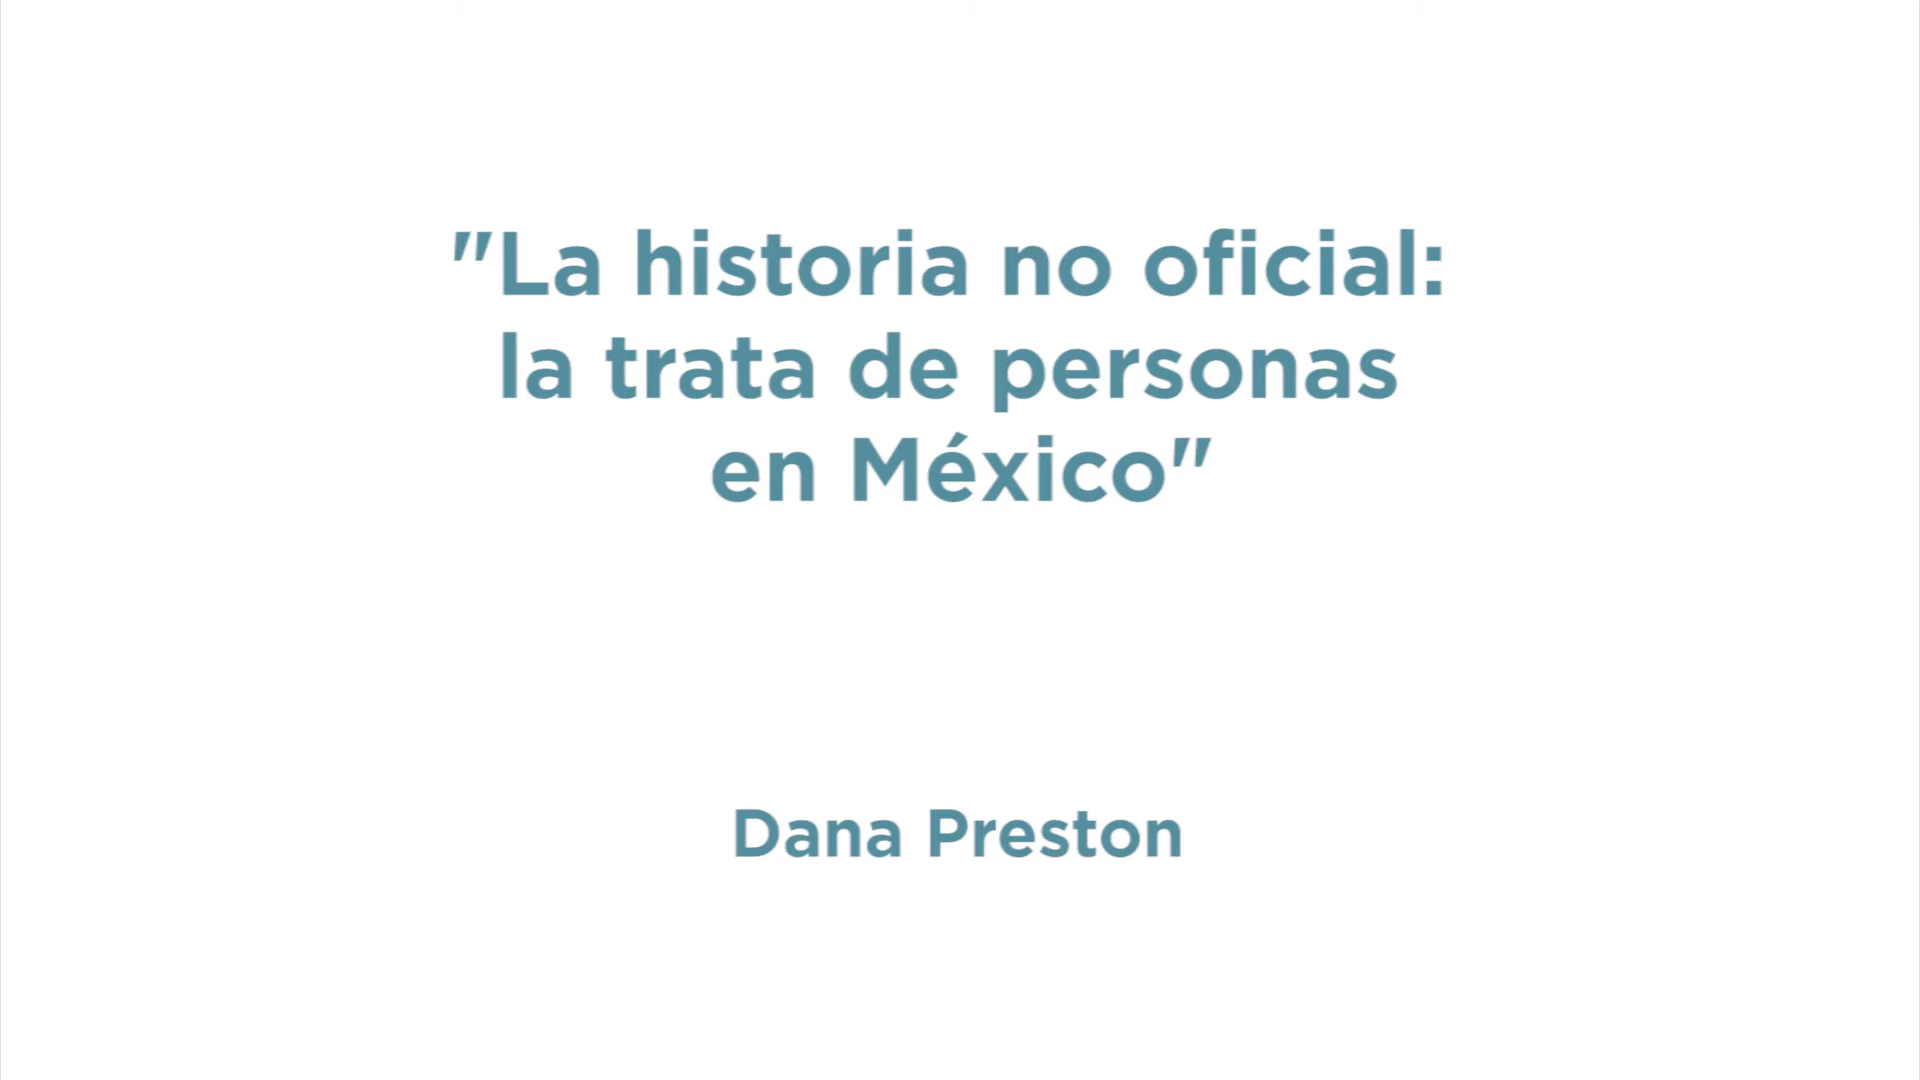 "La historia no oficial:
la trata de personas
en México"
Dana Preston